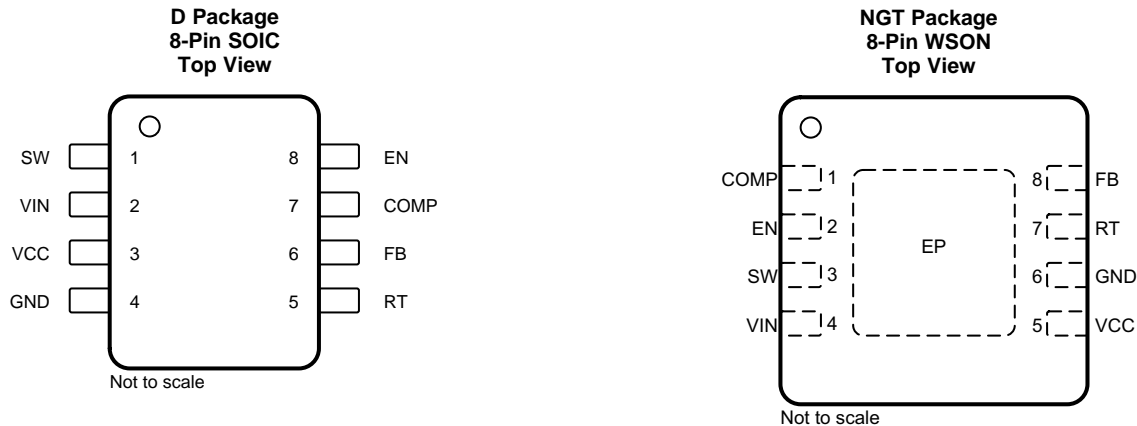 D Package
8-Pin SOIC
Top View
SW 1 8 EN
VIN 2 7 COMP
VCC 3 6 FB
GND 4 5 RT
Not to scale
NGT Package
8-Pin WSON
Top View
COMP 1 8 FB
EN 2 7 RT
EP
SW 3 6 GND
VIN 4 5 VCC
Not to scale